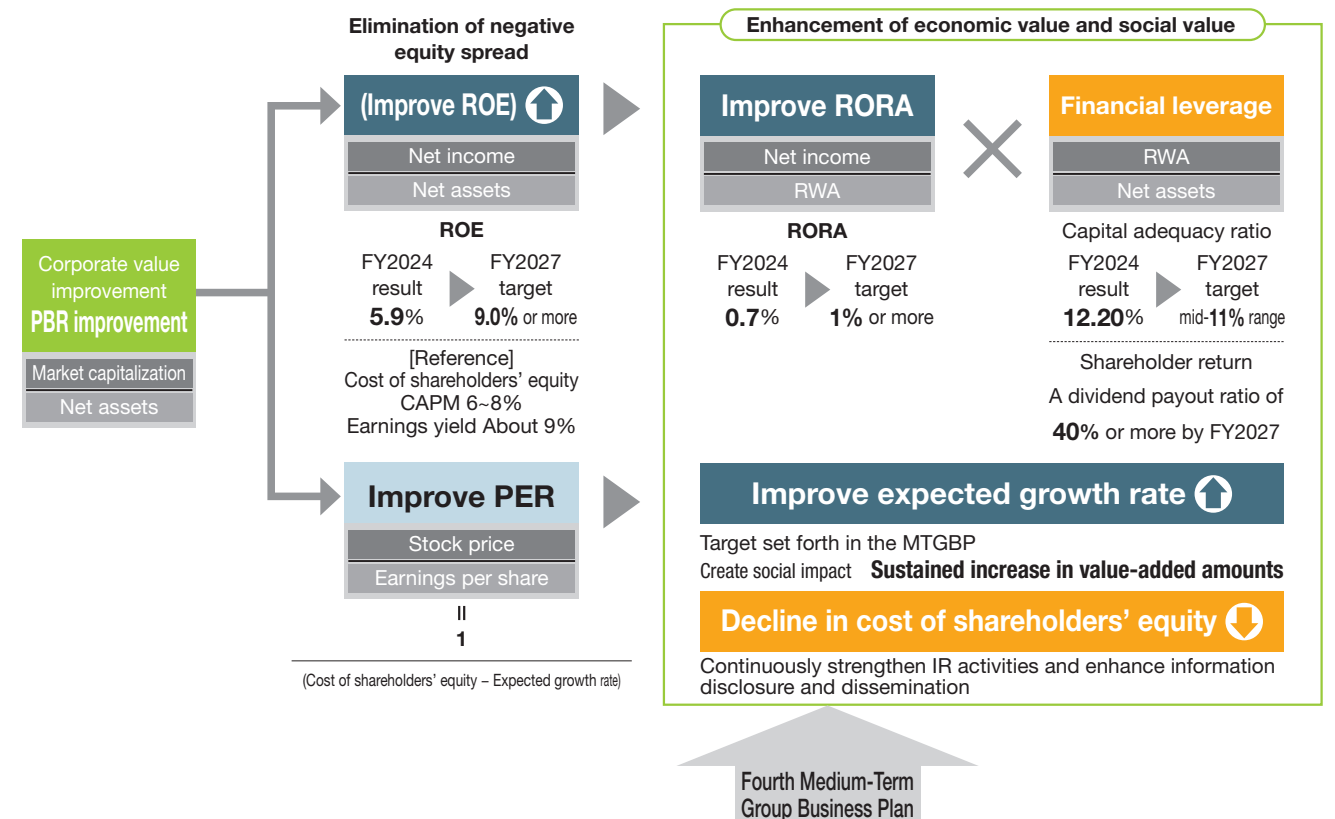 Corporate value
improvement
PBR improvement
Market capitalization
Net assets
Elimination of negative
equity spread
(Improve ROE)
Net income
Net assets
ROE
FY2024
result
5.9%
FY2027
target
9.0% or more
[Reference]
Cost of shareholders' equity
CAPM 6~8%
Earnings yield About 9%
Improve PER
Stock price
Earnings per share
=
1
(Cost of shareholders' equity – Expected growth rate)
Enhancement of economic value and social value
Improve RORA
Net income
RWA
RORA
FY2024
result
0.7%
FY2027
target
1% or more
Financial leverage
RWA
Net assets
Capital adequacy ratio
FY2024
result
12.20%
FY2027
target
mid-11% range
Shareholder return
A dividend payout ratio of
40% or more by FY2027
Improve expected growth rate
Target set forth in the MTGBP
Create social impact Sustained increase in value-added amounts
Decline in cost of shareholders' equity
Continuously strengthen IR activities and enhance information
disclosure and dissemination
Fourth Medium-Term
Group Business Plan